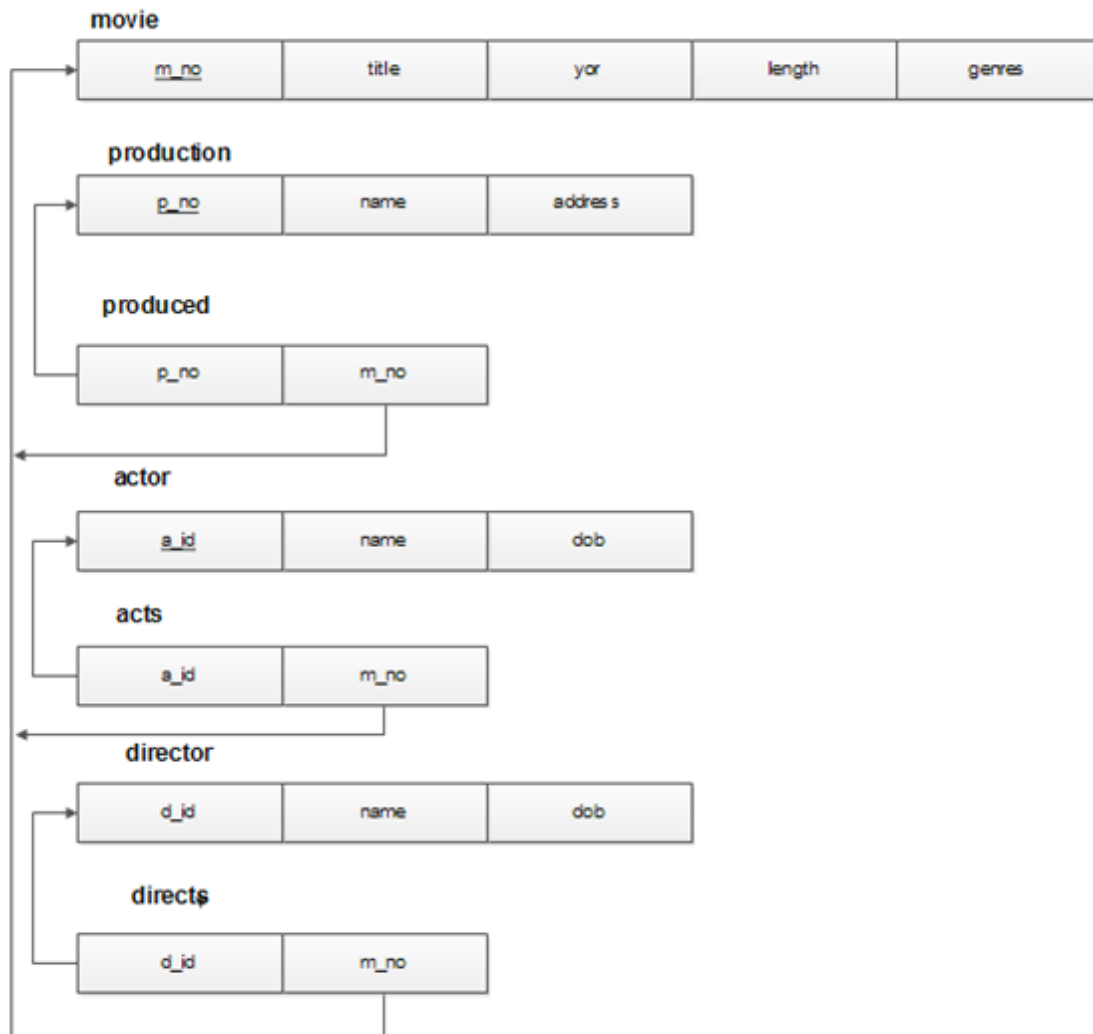 movie
m_no title yor length genres
production
p_no name address
produced
p_no m_no
actor
a_id name dob
acts
a_id m_no
director
d_id name dob
directs
d_id m_no